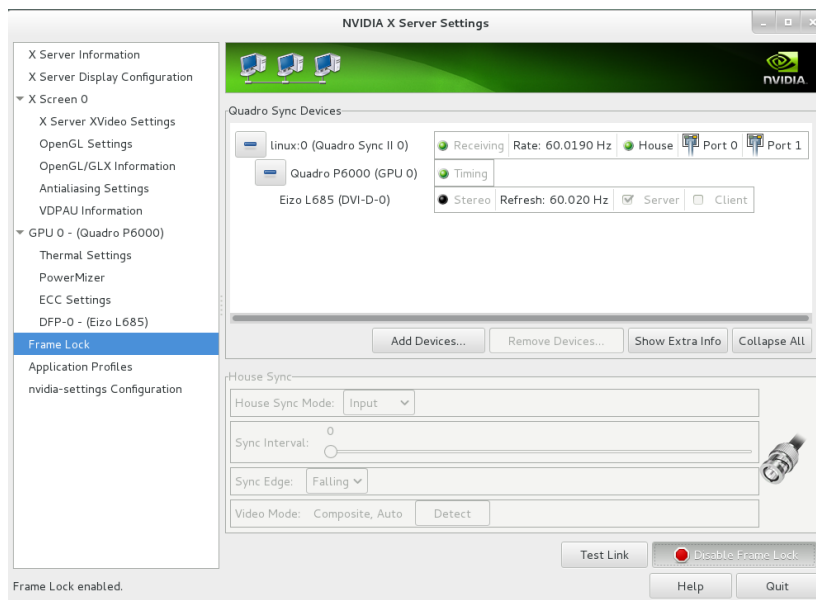 NVIDIA X Server Settings
X Server Information
X Server Display Configuration
X Screen 0
X Server XVideo Settings
OpenGL Settings
OpenGL/GLX Information
Antialiasing Settings
VDPAU Information
GPU 0 - (Quadro P6000)
Thermal Settings
PowerMizer
ECC Settings
DFP-0 - (Eizo L685)
Frame Lock
Application Profiles
nvidia-settings Configuration
NVIDIA.
Quadro Sync Devices
linux:0 (Quadro Sync II 0) Receiving Rate: 60.0190 Hz House Port 0 Port 1
Quadro P6000 (GPU 0) Timing
Eizo L685 (DVI-D-0) Stereo Refresh: 60.020 Hz Server Client
Add Devices... Remove Devices... Show Extra Info Collapse All
House Sync
House Sync Mode: Input
0
Sync Interval:
Sync Edge: Falling
Video Mode: Composite, Auto Detect
Test Link Disable Frame Lock
Frame Lock enabled. Help Quit